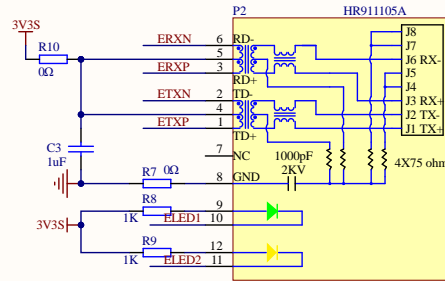 P2 HR911105A
3V3S
R10
0Ω
ERXN 6 RD-
5
ERXP 3 RD+
ETXN 2 TD-
4
ETXP 1 TD+
7 NC
C3
1uF
R7 0Ω
8 GND
1000pF
2KV
4X75 ohm
J8
J7
J6 RX-
J5
J4
J3 RX+
J2 TX-
J1 TX+
3V3S
R8
1K
9
ELED1 10
R9
1K
12
ELED2 11